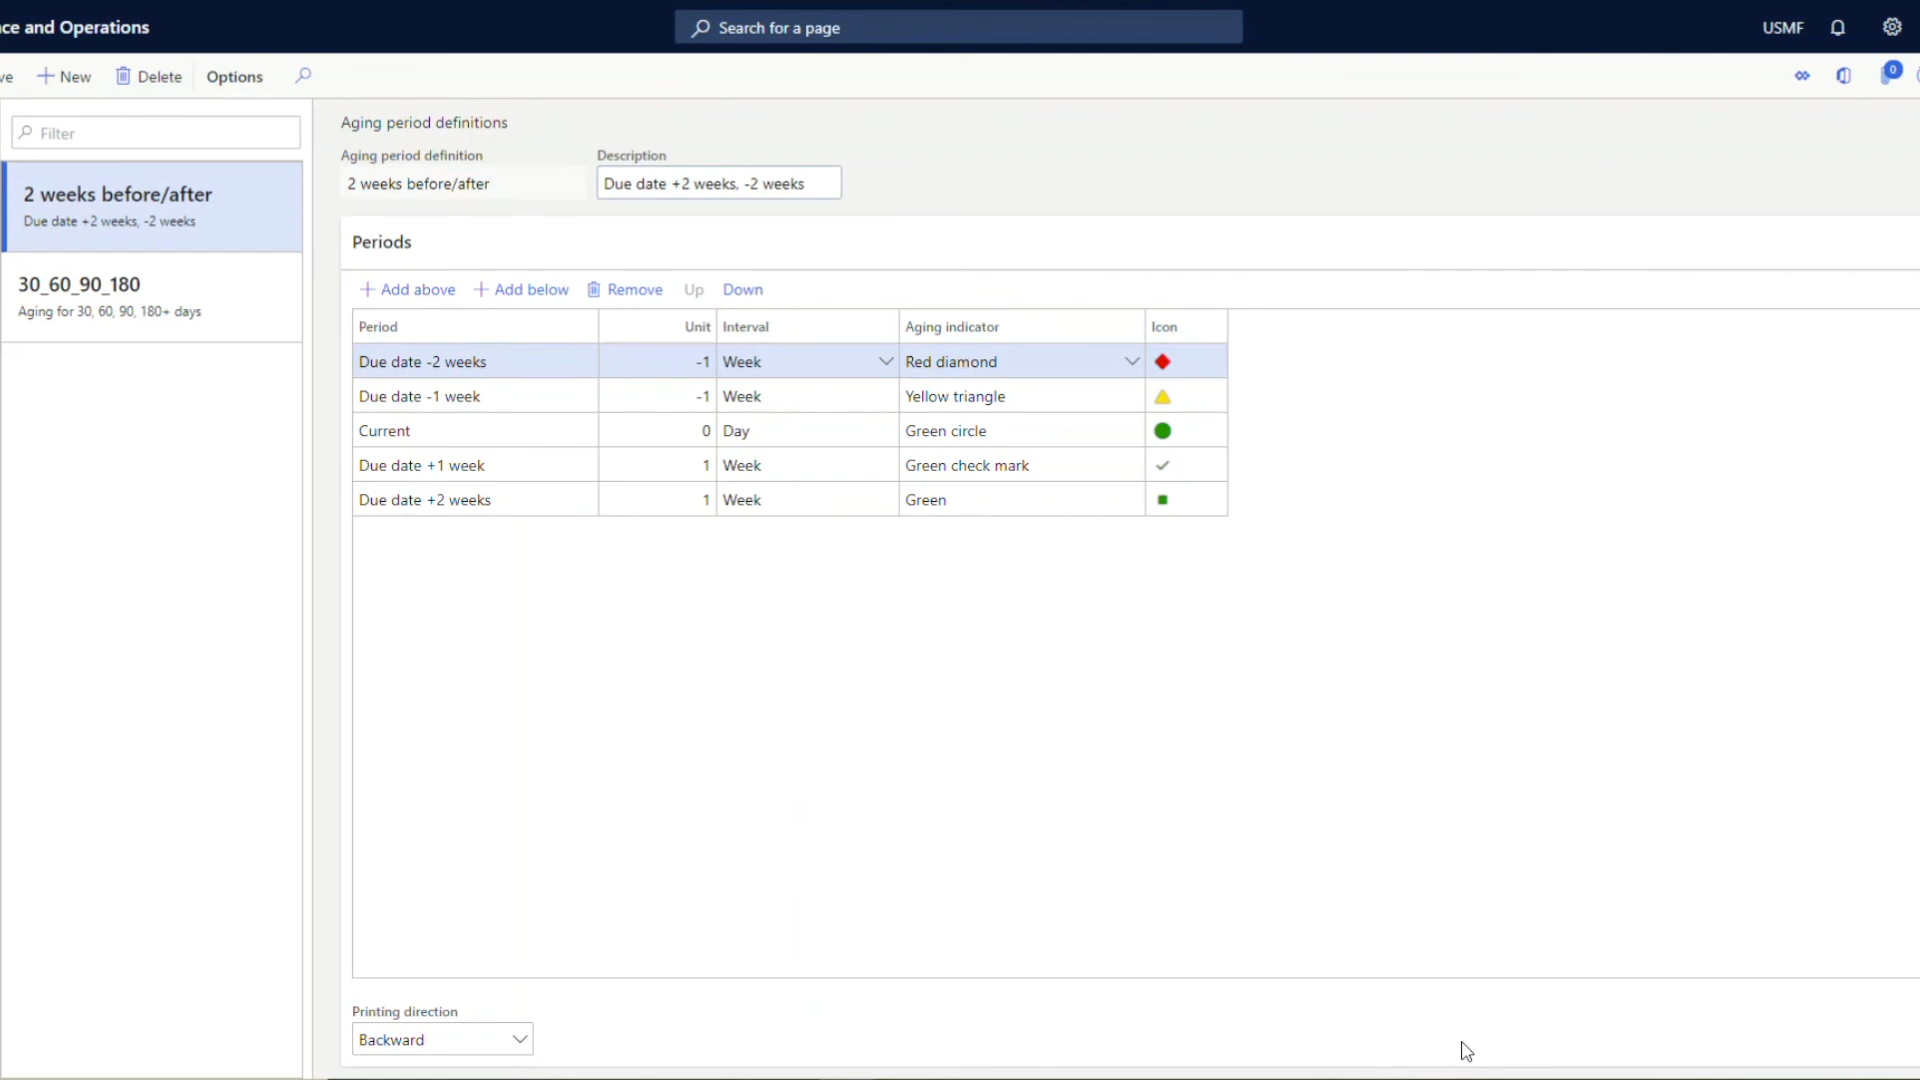 ce and Operations
Search for a page
USMF
ve
New
Delete
Options
0
Filter
2 weeks before/after
Due date +2 weeks, -2 weeks
30_60_90_180
Aging for 30, 60, 90, 180+ days
Aging period definitions
Aging period definition
Description
2 weeks before/after
Due date +2 weeks, -2 weeks
Periods
Add above
Add below
Remove
Up
Down
Period Unit Interval Aging indicator Icon
Due date -2 weeks -1 Week Red diamond
Due date -1 week -1 Week Yellow triangle
Current 0 Day Green circle
Due date +1 week 1 Week Green check mark
Due date +2 weeks 1 Week Green
Printing direction
Backward